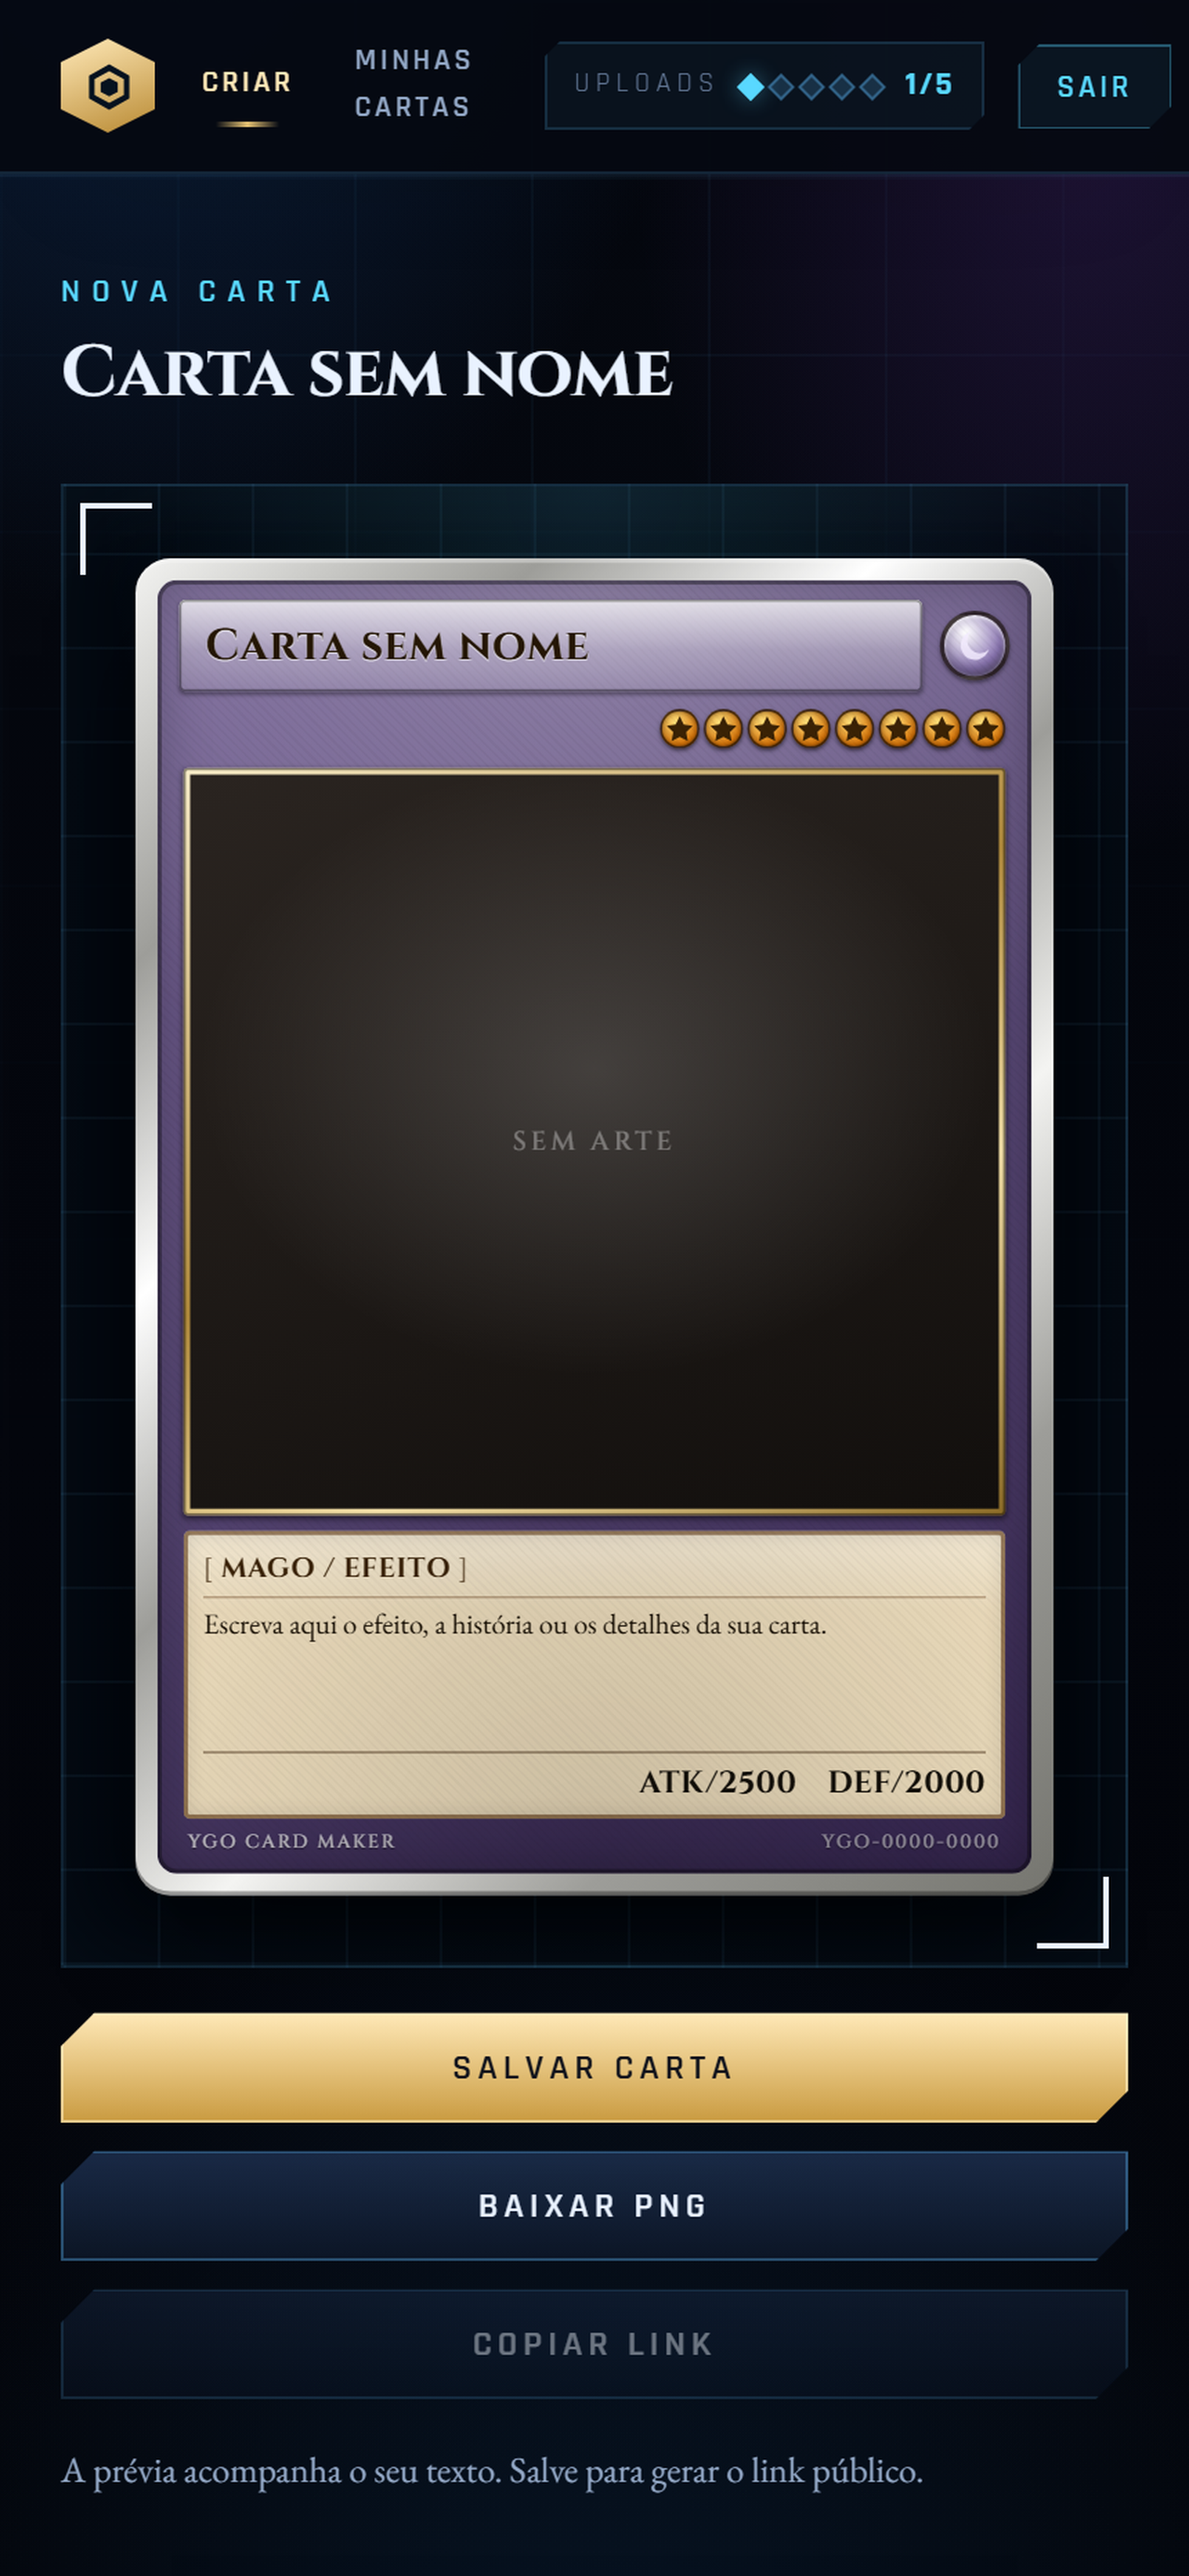 CRIAR
MINHAS
CARTAS
UPLOADS 1/5
SAIR
NOVA CARTA
CARTA SEM NOME
CARTA SEM NOME
SEM ARTE
[ MAGO / EFEITO ]
Escreva aqui o efeito, a história ou os detalhes da sua carta.
ATK/2500 DEF/2000
YGO CARD MAKER YGO-0000-0000
SALVAR CARTA
BAIXAR PNG
COPIAR LINK
A prévia acompanha o seu texto. Salve para gerar o link público.